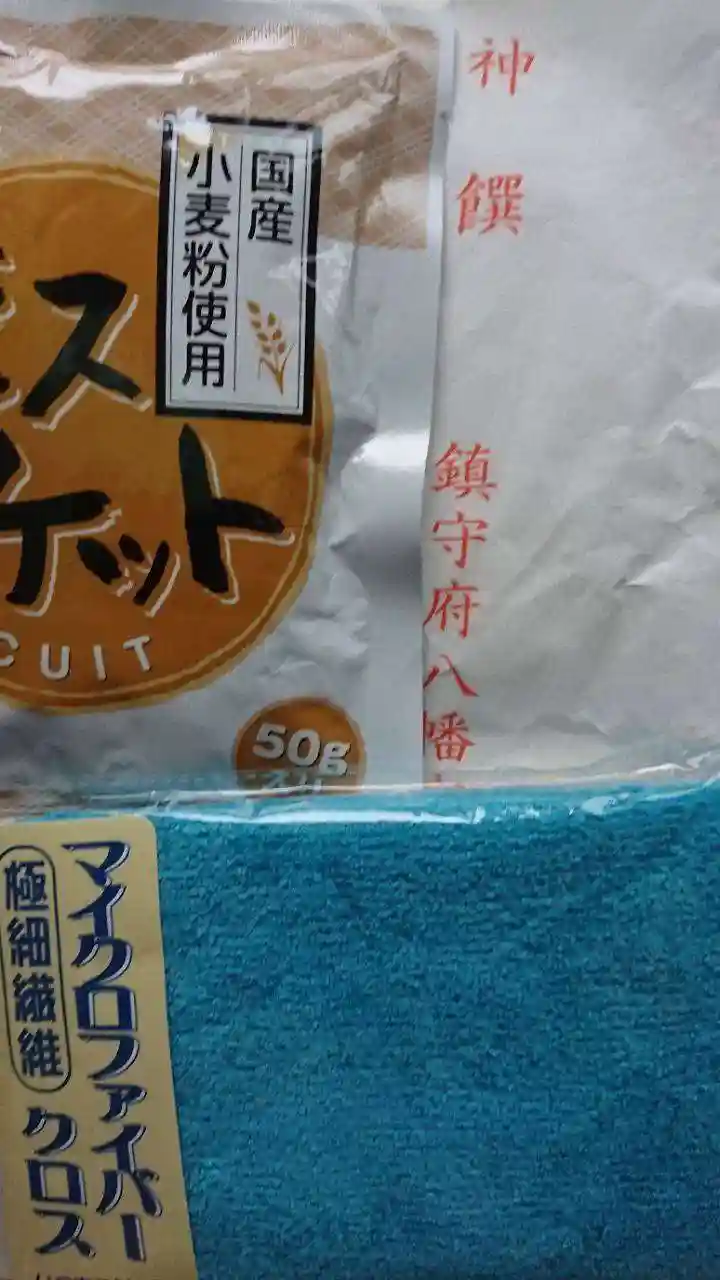 国産
小麦粉使用
ス
ケット
CUIT
50g
神饌
鎮守府八幡
マイクロファイバー
極細繊維
クロス